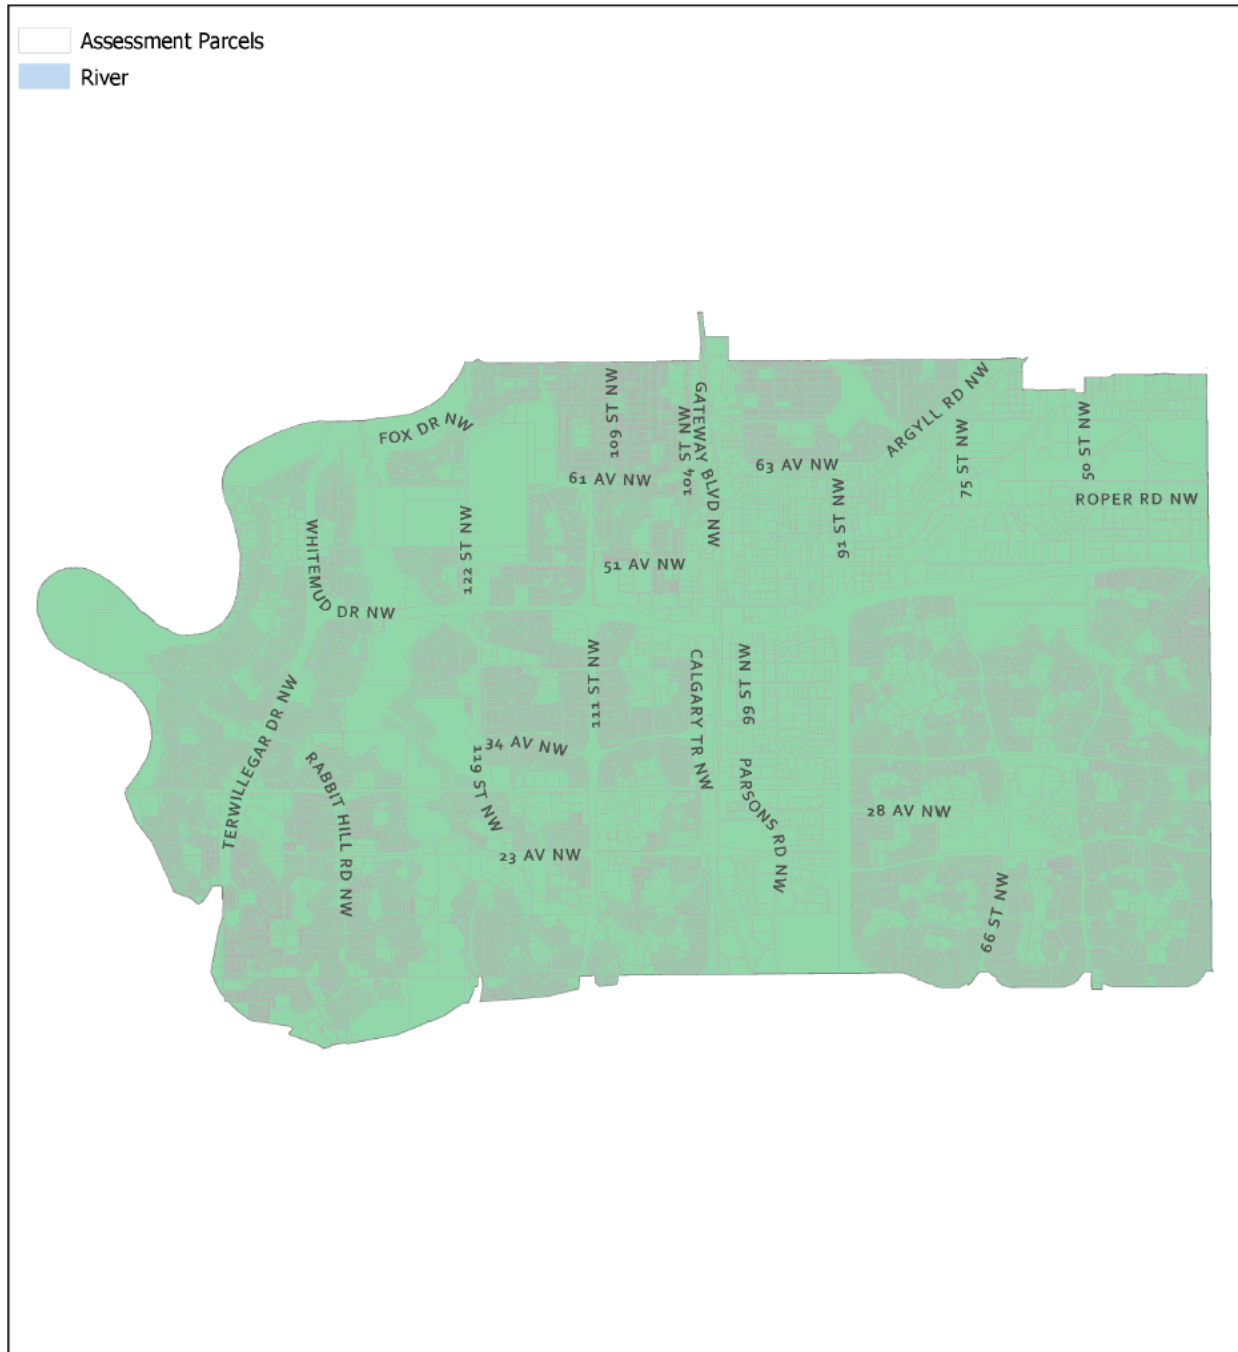 Assessment Parcels
River
FOX DR NW
109 ST NW
GATEWAY BLVD NW
104 ST NW
ARGYLL RD NW
75 ST NW
50 ST NW
61 AV NW
63 AV NW
91 ST NW
ROPER RD NW
WHITEMUD DR NW
122 ST NW
51 AV NW
TERWILLEGAR DR NW
111 ST NW
CALGARY TR NW
99 ST NW
34 AV NW
119 ST NW
RABBIT HILL RD NW
PARSONS RD NW
28 AV NW
23 AV NW
66 ST NW